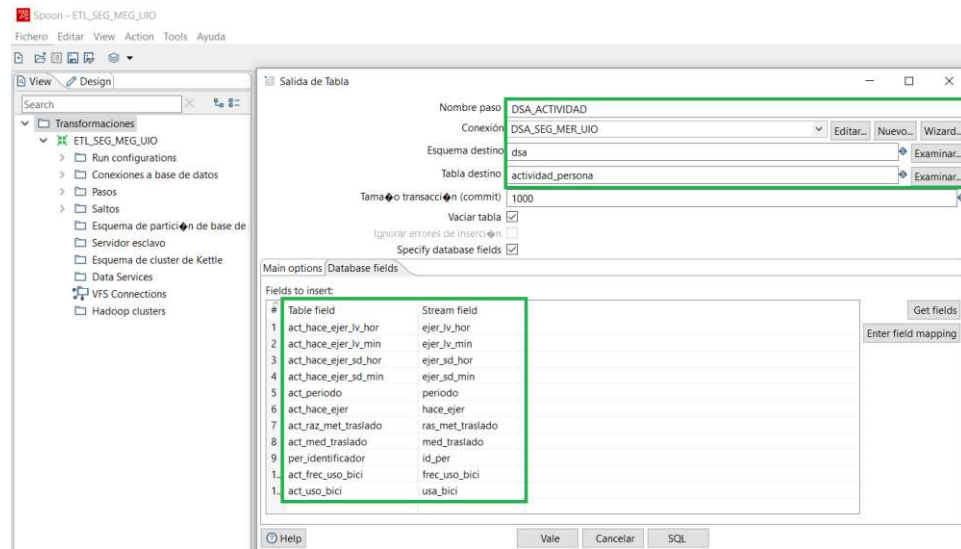 Spoon - ETL_SEG_MEG_UIO
Fichero Editar View Action Tools Ayuda
View Design
Search
Transformaciones
ETL_SEG_MEG_UIO
Run configurations
Conexiones a base de datos
Pasos
Saltos
Esquema de partici�n de base de
Servidor esclavo
Esquema de cluster de Kettle
Data Services
VFS Connections
Hadoop clusters
Salida de Tabla
Nombre paso DSA_ACTIVIDAD
Conexión DSA_SEG_MER_UIO Editar... Nuevo... Wizard...
Esquema destino dsa Examinar...
Tabla destino actividad_persona Examinar...
Tama�o transacci�n (commit) 1000
Vaciar tabla
Ignorar errores de inserci�n
Specify database fields
Main options Database fields
Fields to insert:
# Table field Stream field
1 act_hace_ejer_lv_hor ejer_lv_hor
2 act_hace_ejer_lv_min ejer_lv_min
3 act_hace_ejer_sd_hor ejer_sd_hor
4 act_hace_ejer_sd_min ejer_sd_min
5 act_periodo periodo
6 act_hace_ejer hace_ejer
7 act_raz_met_traslado ras_met_traslado
8 act_med_traslado med_traslado
9 per_identificador id_per
1.. act_frec_uso_bici frec_uso_bici
1.. act_uso_bici usa_bici
Get fields
Enter field mapping
Help Vale Cancelar SQL